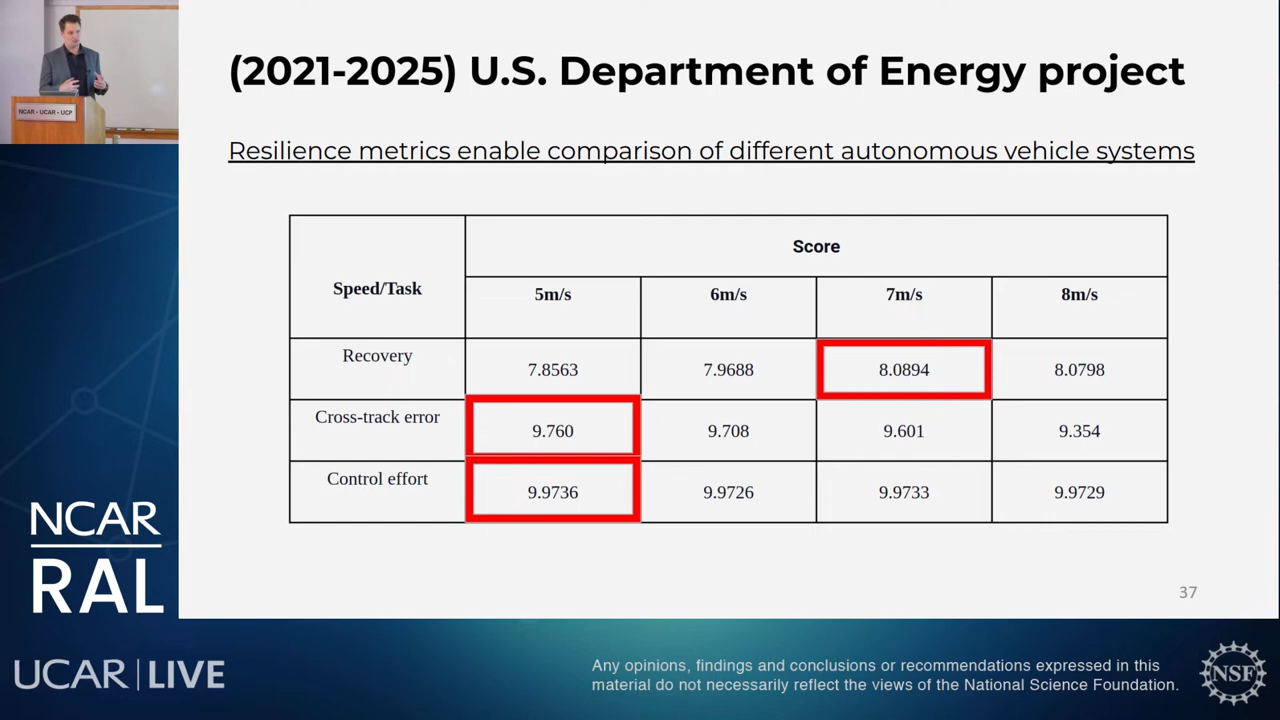 (2021-2025) U.S. Department of Energy project
NCAR • UCAR • UCP
Resilience metrics enable comparison of different autonomous vehicle systems
Speed/Task
Score
5m/s 6m/s 7m/s 8m/s
Recovery 7.8563 7.9688 8.0894 8.0798
Cross-track error 9.760 9.708 9.601 9.354
Control effort 9.9736 9.9726 9.9733 9.9729
37
NCAR
RAL
UCAR | LIVE
Any opinions, findings and conclusions or recommendations expressed in this
material do not necessarily reflect the views of the National Science Foundation.
NSF